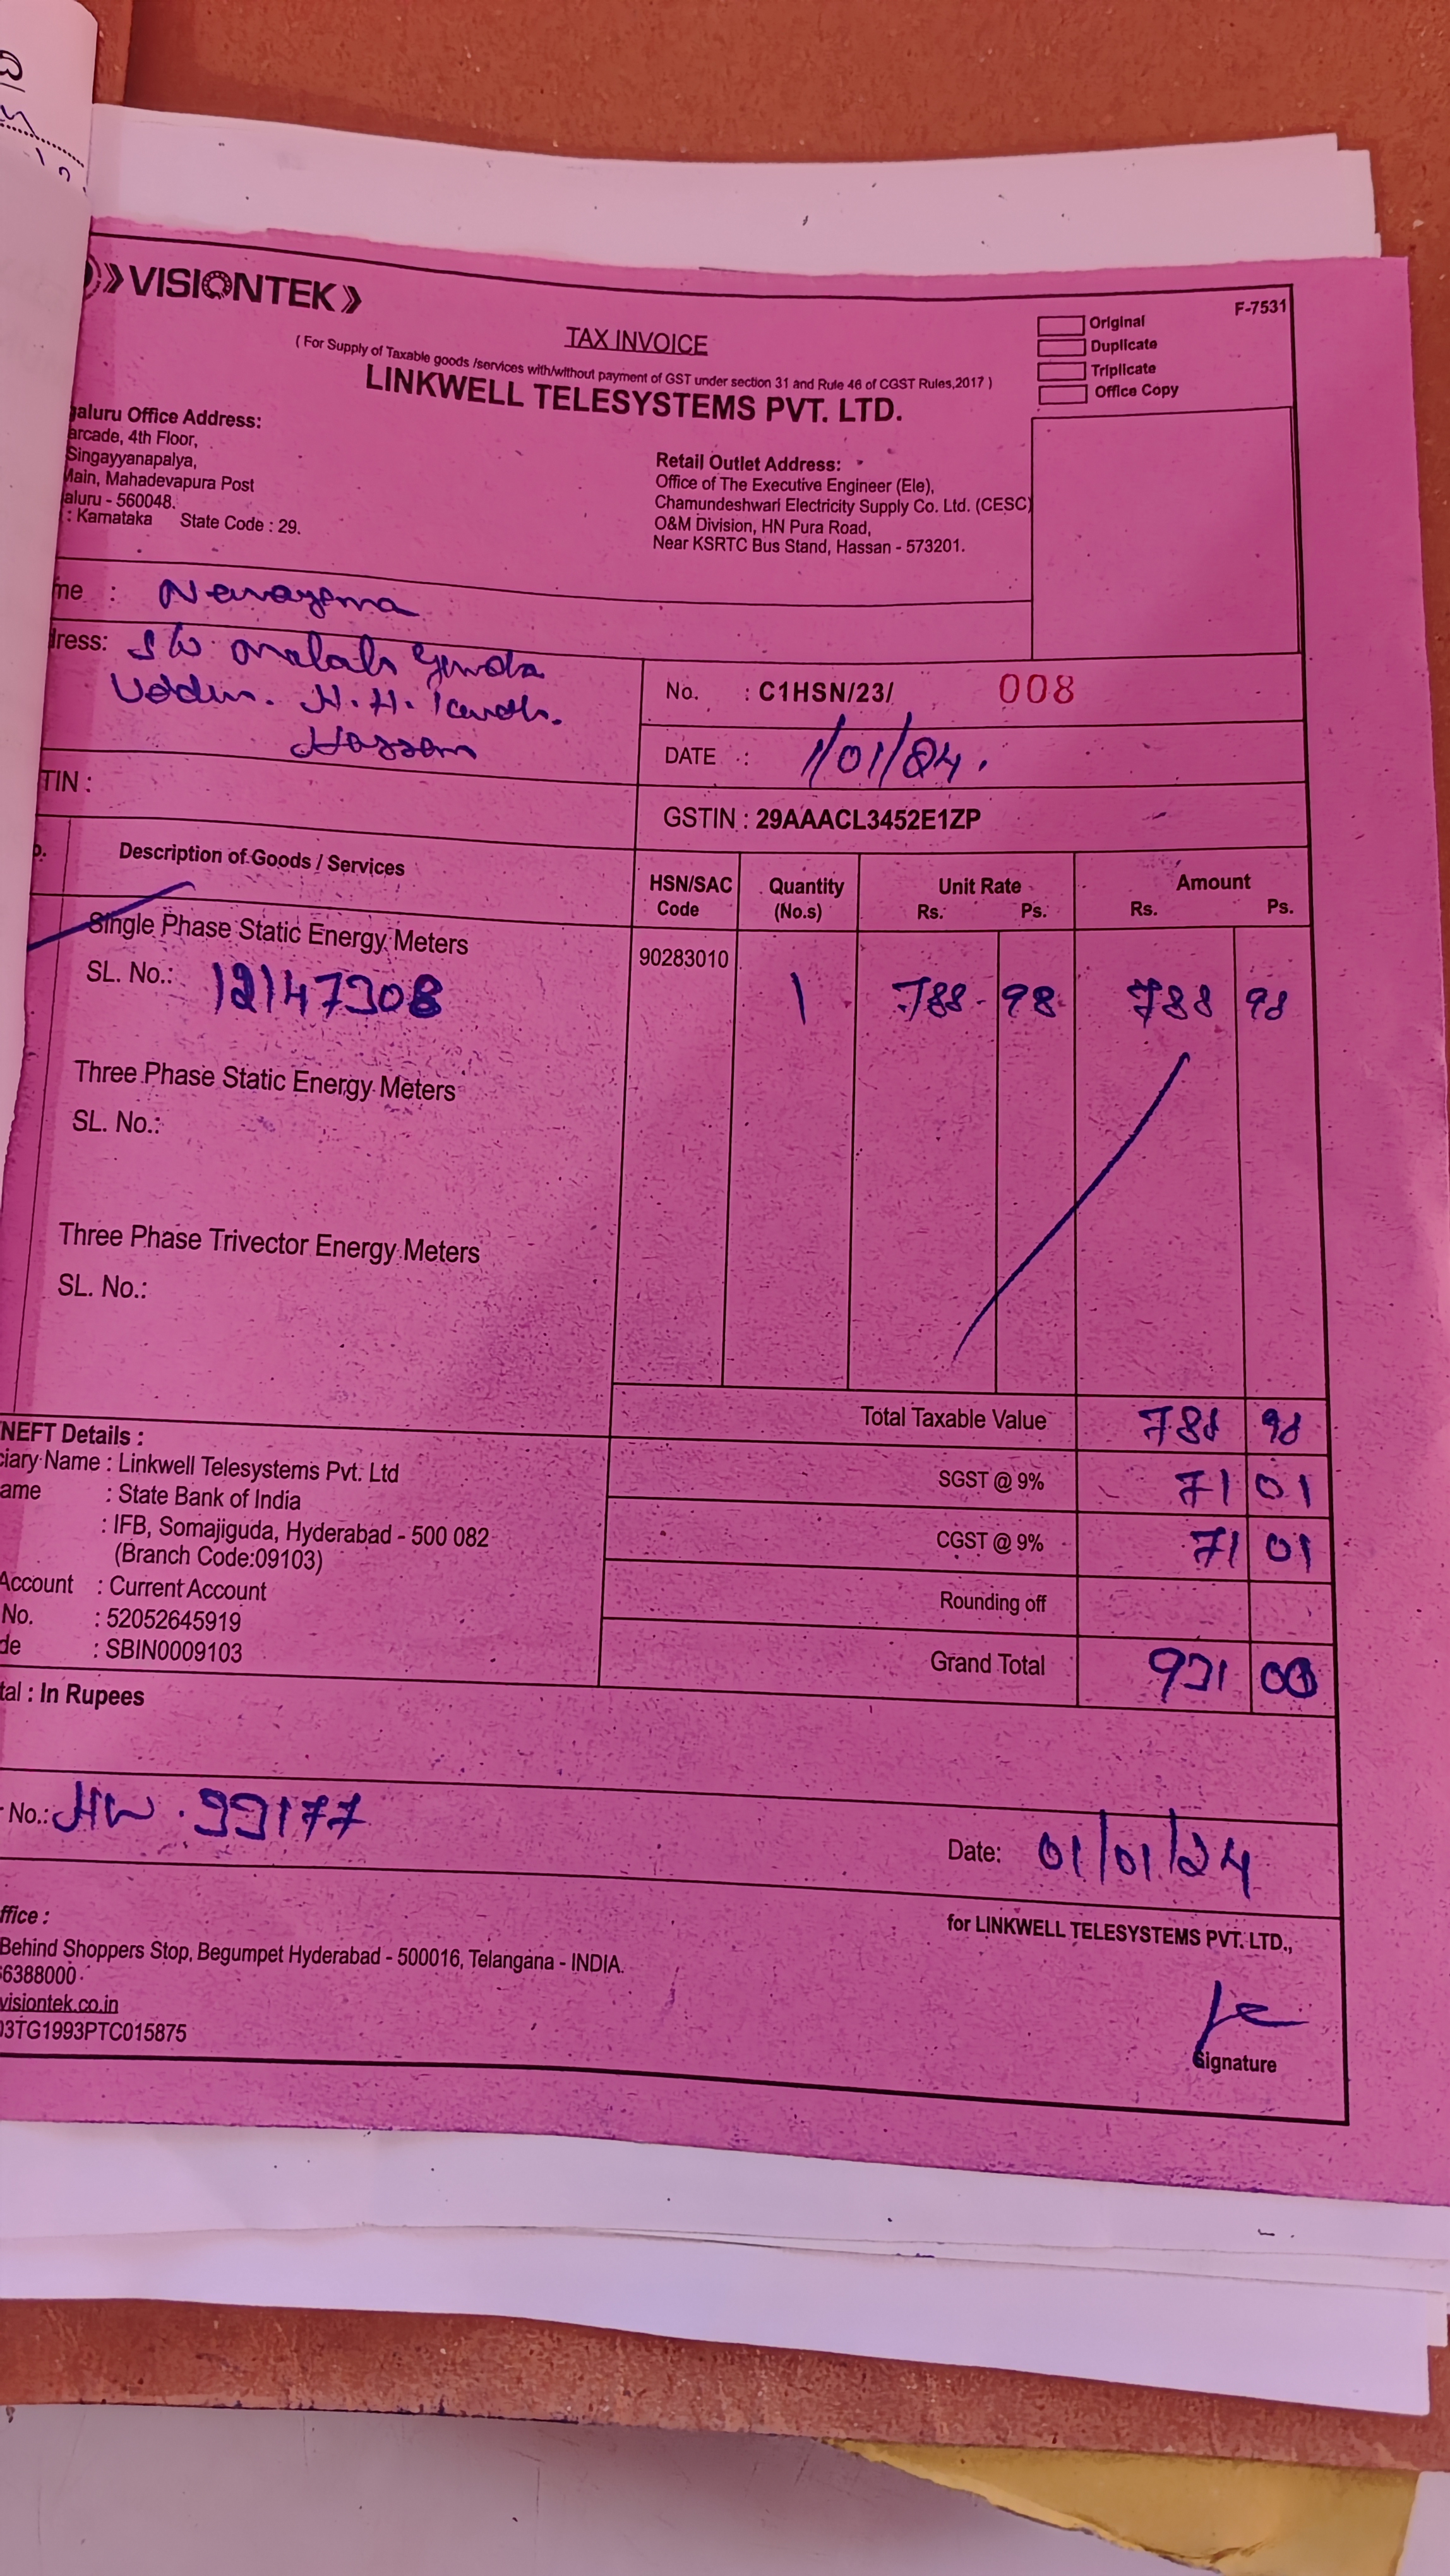 VISIONTEK
F-7531
TAX INVOICE
Original
Duplicate
Triplicate
Office Copy
( For Supply of Taxable goods /services with/without payment of GST under section 31 and Rule 46 of CGST Rules,2017 )
LINKWELL TELESYSTEMS PVT. LTD.
aluru Office Address:
arcade, 4th Floor,
Singayyanapalya,
Main, Mahadevapura Post
aluru - 560048.
: Karnataka State Code : 29.
Retail Outlet Address:
Office of The Executive Engineer (Ele),
Chamundeshwari Electricity Supply Co. Ltd. (CESC)
O&M Division, HN Pura Road,
Near KSRTC Bus Stand, Hassan - 573201.
me :
dress: S/o
H.H.
Hassan
No. : C1HSN/23/ 008
DATE : 1/01/24.
TIN :
GSTIN : 29AAACL3452E1ZP
Description of Goods / Services HSN/SAC Code Quantity (No.s) Unit Rate Rs. Ps. Amount Rs. Ps.
Single Phase Static Energy Meters 90283010
SL. No.: 12147308 1 788-98 788 98
Three Phase Static Energy Meters
SL. No.:
Three Phase Trivector Energy Meters
SL. No.:
Total Taxable Value 788 98
SGST @ 9% 71 01
CGST @ 9% 71 01
Rounding off
Grand Total 931 00
NEFT Details :
ciary Name : Linkwell Telesystems Pvt. Ltd
ame : State Bank of India
: IFB, Somajiguda, Hyderabad - 500 082
(Branch Code:09103)
Account : Current Account
No. : 52052645919
de : SBIN0009103
tal : In Rupees
No.: 99177
Date: 01/01/24
ffice :
Behind Shoppers Stop, Begumpet Hyderabad - 500016, Telangana - INDIA.
6388000
visiontek.co.in
03TG1993PTC015875
for LINKWELL TELESYSTEMS PVT. LTD.,
Signature